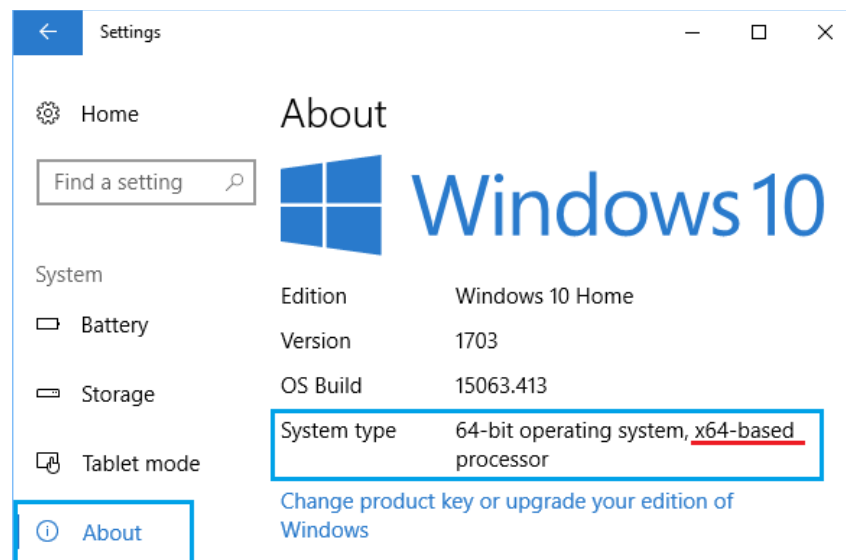 Settings
Home
Find a setting
System
Battery
Storage
Tablet mode
About
About
Windows 10
Edition Windows 10 Home
Version 1703
OS Build 15063.413
System type 64-bit operating system, x64-based
processor
Change product key or upgrade your edition of
Windows